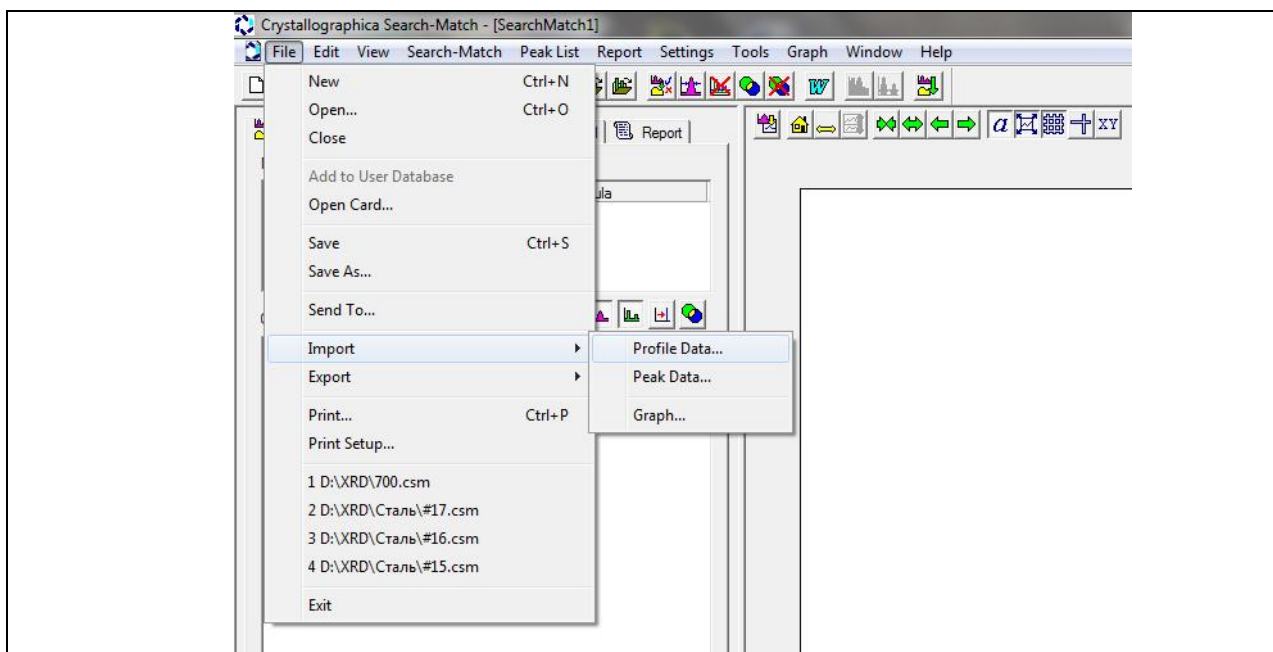 Crystallographica Search-Match - [SearchMatch1]
File Edit View Search-Match Peak List Report Settings Tools Graph Window Help
New Ctrl+N
Open... Ctrl+O
Close
Report
Add to User Database
Open Card...
Save Ctrl+S
Save As...
Send To...
Import
Export
Print... Ctrl+P
Print Setup...
Profile Data...
Peak Data...
Graph...
1 D:\XRD\700.csm
2 D:\XRD\Сталь\#17.csm
3 D:\XRD\Сталь\#16.csm
4 D:\XRD\Сталь\#15.csm
Exit
W
a
XY